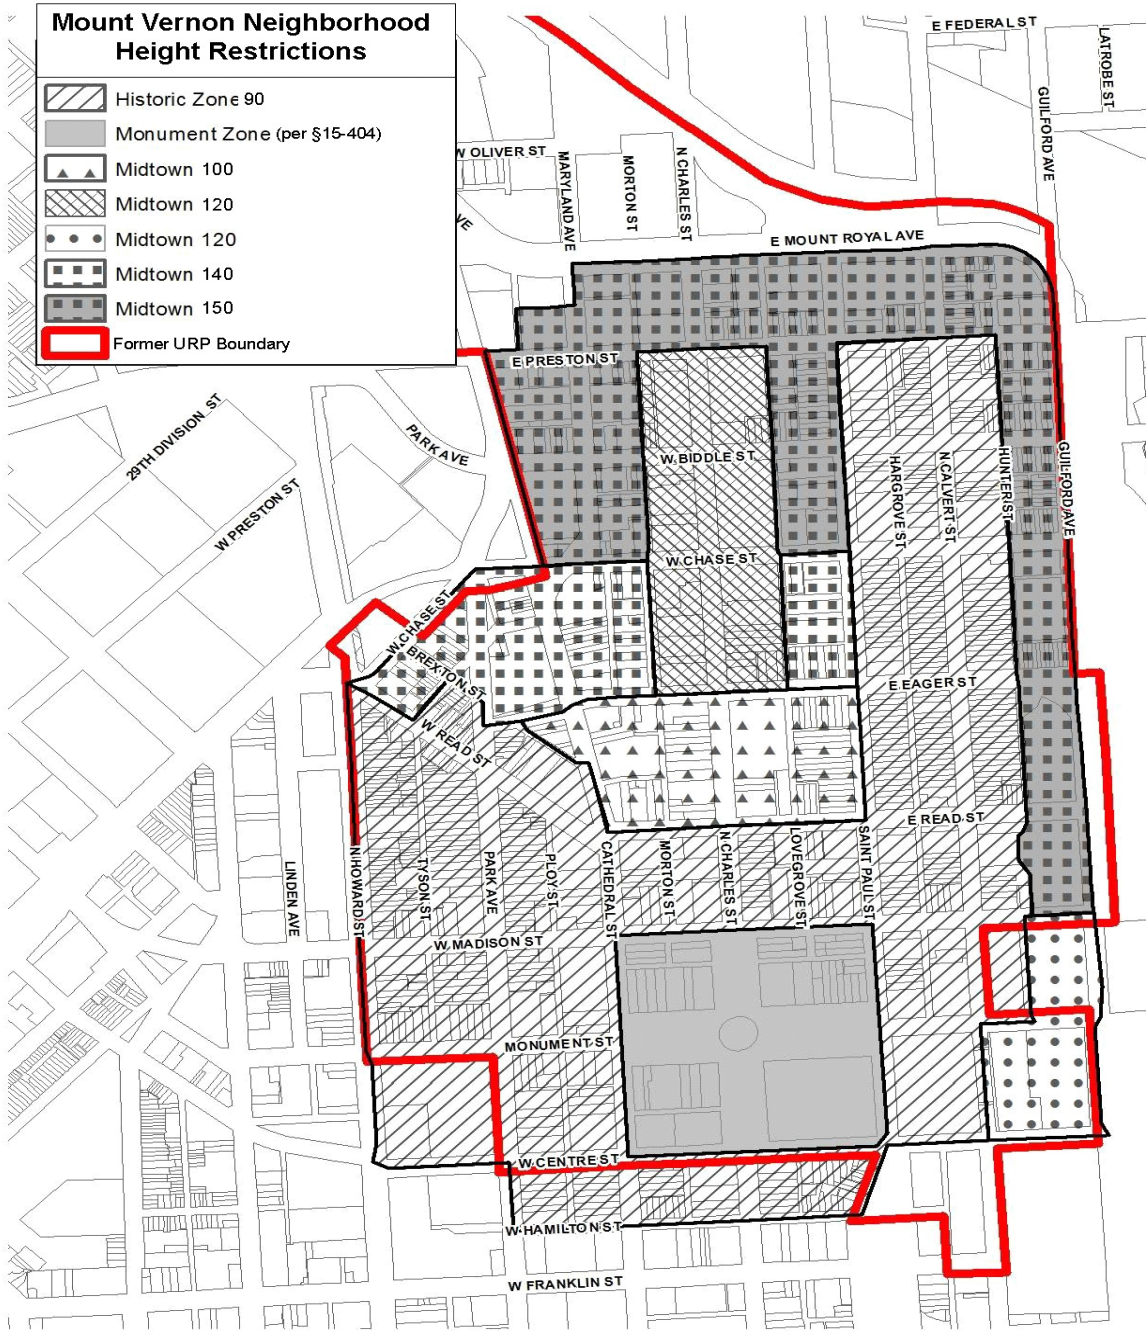 Mount Vernon Neighborhood
Height Restrictions
Historic Zone 90
Monument Zone (per §15-404)
Midtown 100
Midtown 120
Midtown 120
Midtown 140
Midtown 150
Former URP Boundary
E FEDERAL ST
LATROBE ST
GUILFORD AVE
W OLIVER ST
MARYLAND AVE
MORTON ST
N CHARLES ST
VE
E MOUNT ROYAL AVE
E PRESTON ST
29TH DIVISION ST
PARK AVE
W PRESTON ST
W BIDDLE ST
HARGROVE ST
N CALVERT ST
HUNTER ST
GUILFORD AVE
W CHASE ST
W CHASE ST
BREXTON ST
E EAGER ST
W READ ST
E READ ST
LINDEN AVE
N HOWARD ST
TYSON ST
PARK AVE
PLOY ST
CATHEDRAL ST
MORTON ST
N CHARLES ST
LOVEGROVE ST
SAINT PAUL ST
W MADISON ST
MONUMENT ST
W CENTRE ST
W HAMILTON ST
W FRANKLIN ST